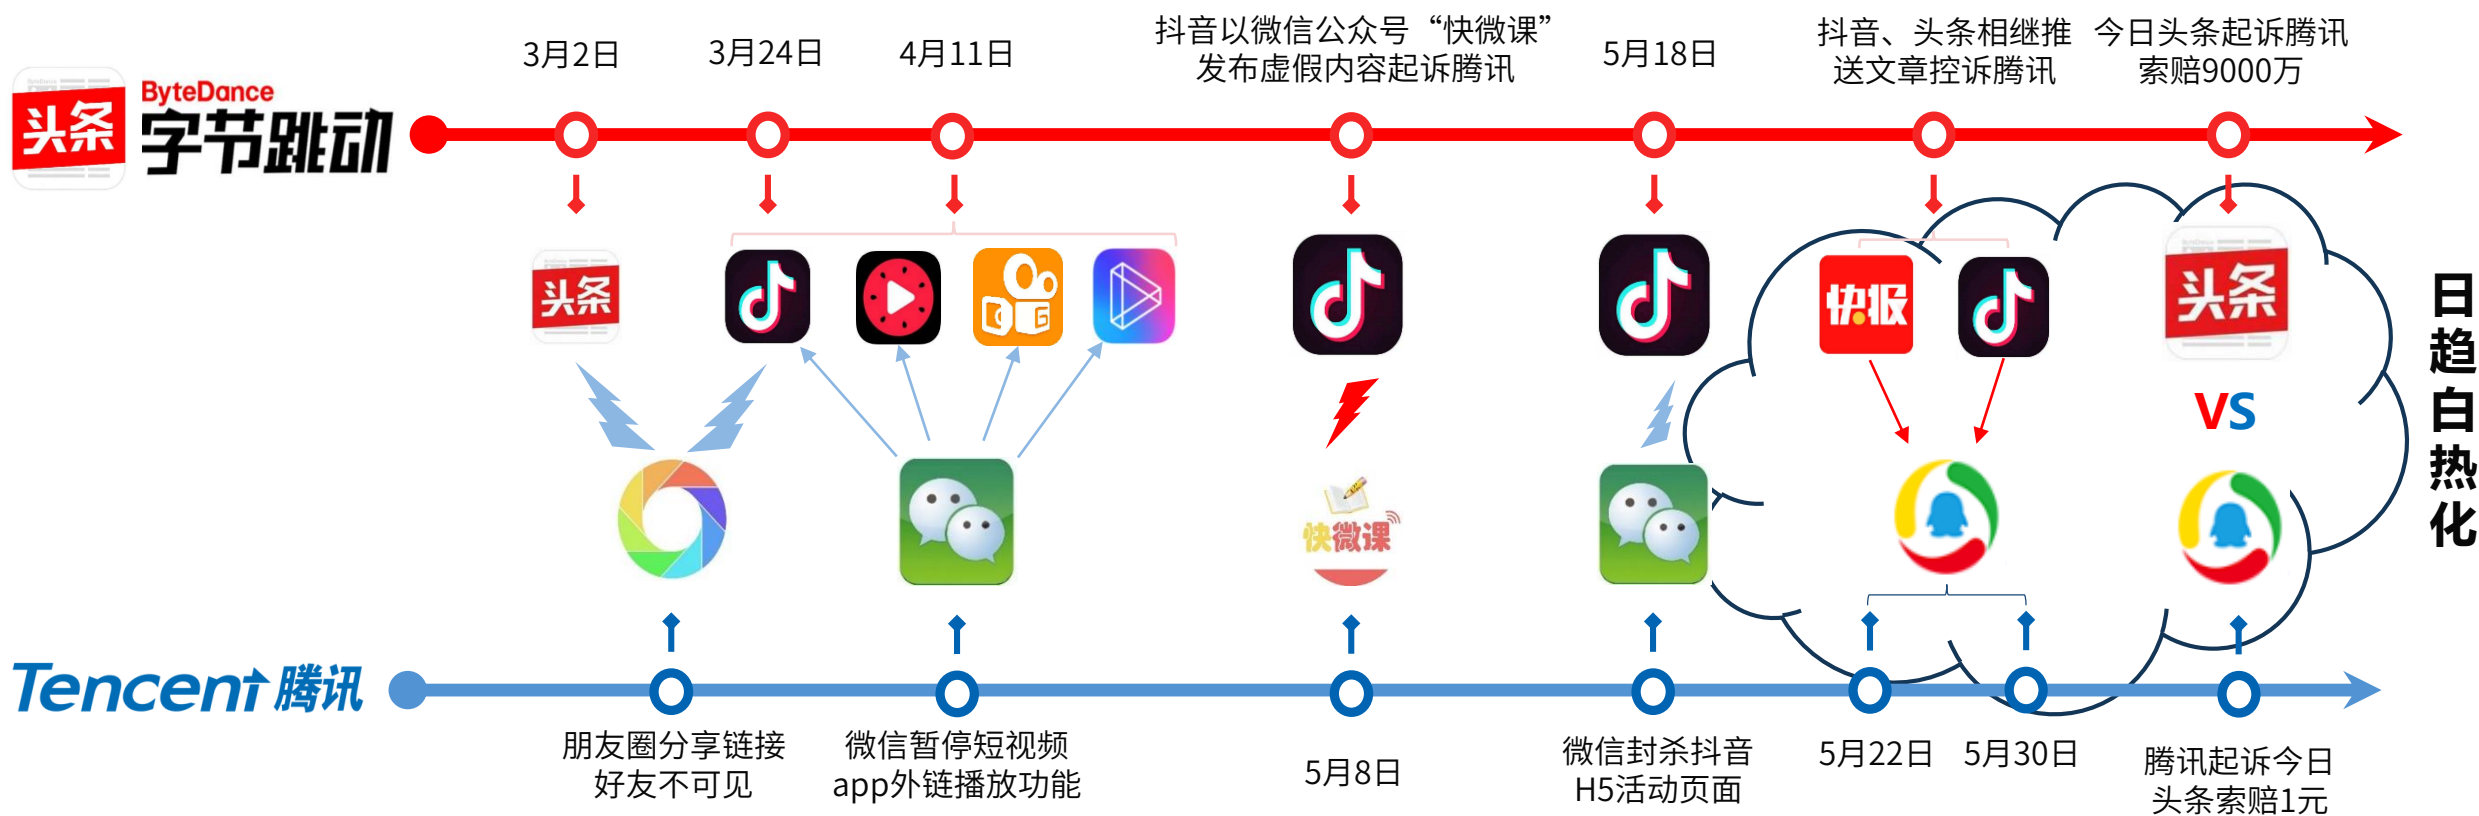 3月2日
3月24日
4月11日
抖音以微信公众号“快微课”
发布虚假内容起诉腾讯
5月18日
抖音、头条相继推
送文章控诉腾讯
今日头条起诉腾讯
索赔9000万
头条
ByteDance
字节跳动
头条
快报
头条
VS
日趋白热化
快微课
Tencent 腾讯
朋友圈分享链接
好友不可见
微信暂停短视频
app外链播放功能
5月8日
微信封杀抖音
H5活动页面
5月22日
5月30日
腾讯起诉今日
头条索赔1元